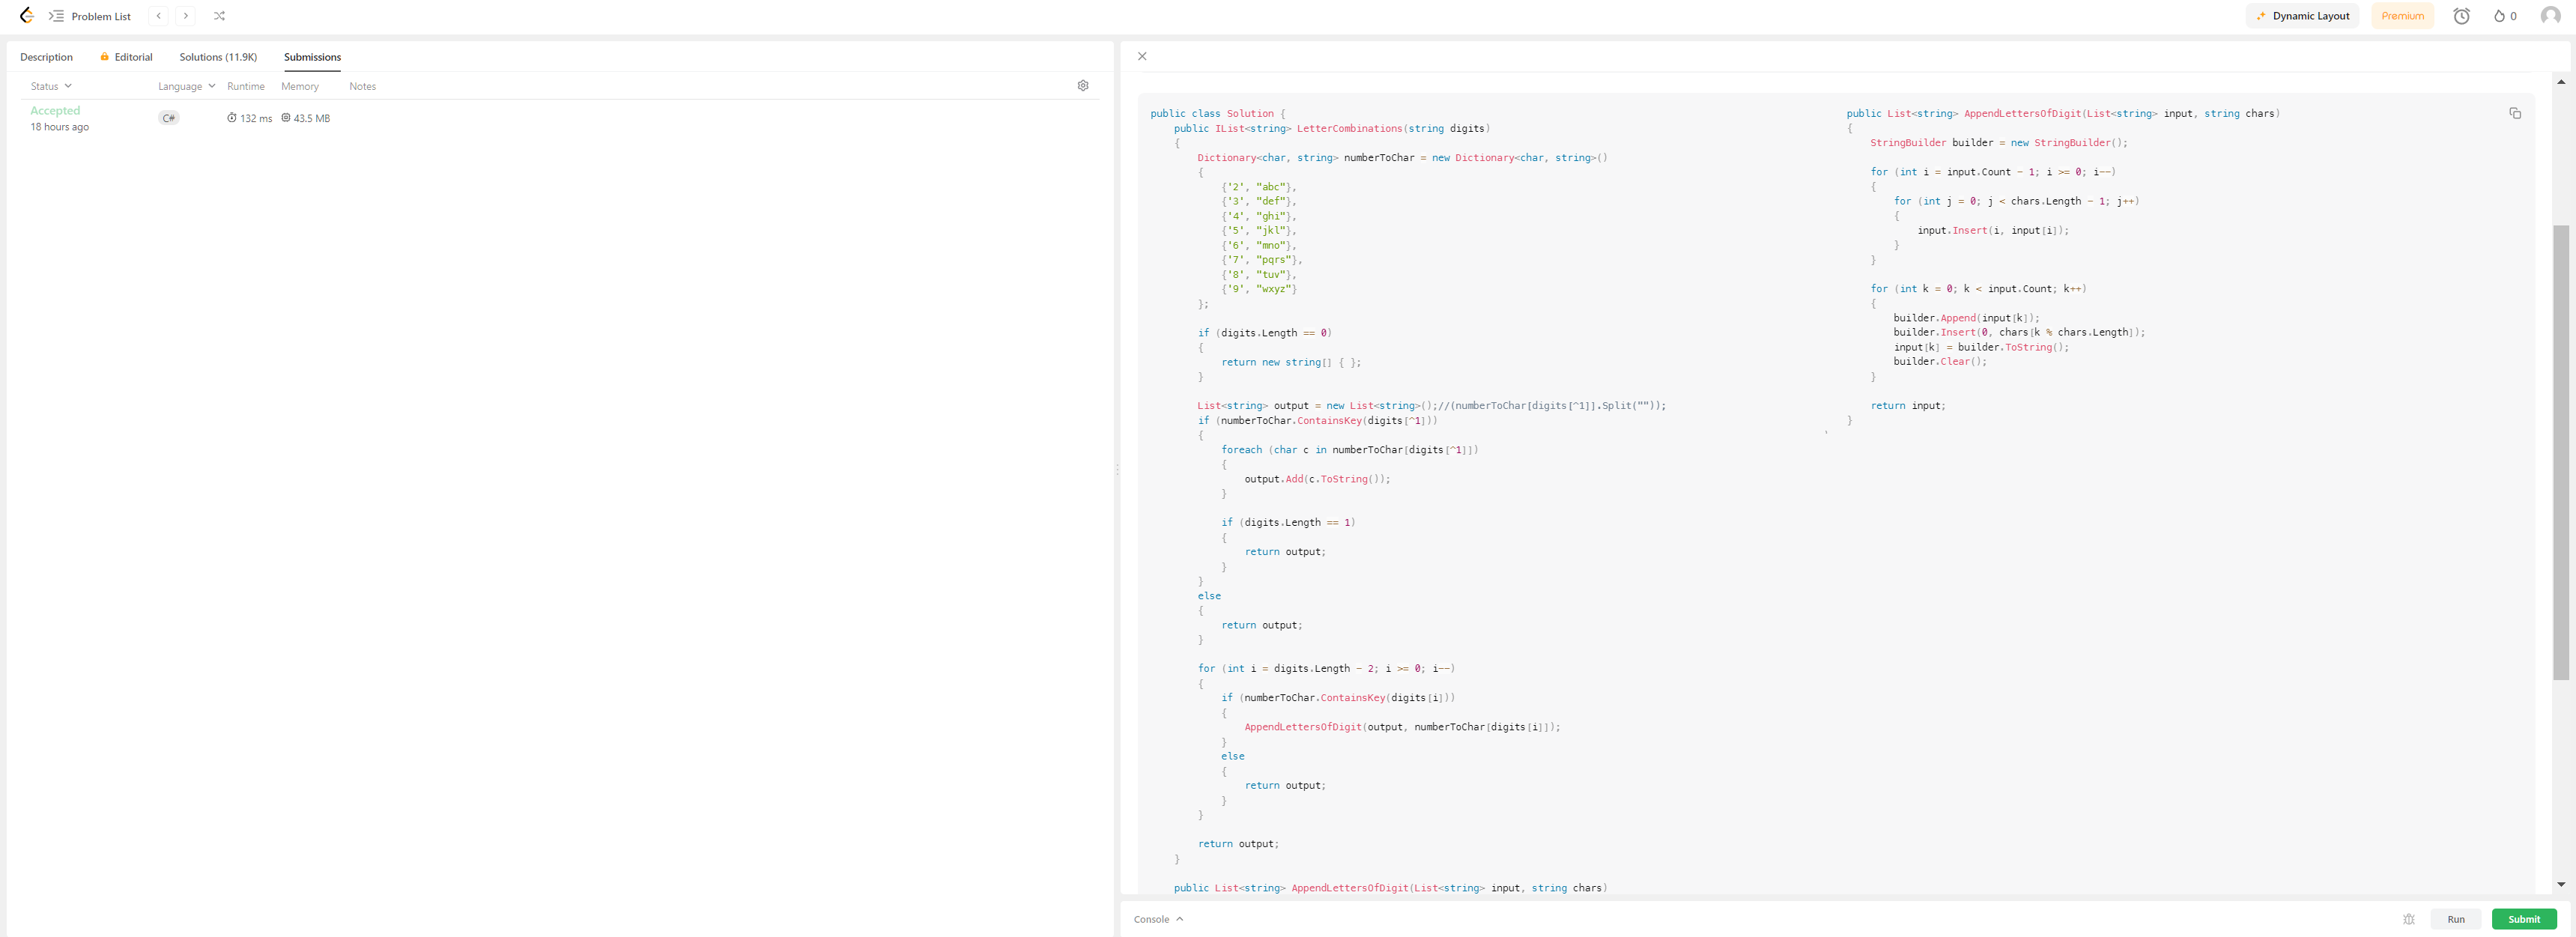 Problem List
Dynamic Layout
Premium
0
Description
Editorial
Solutions (11.9K)
Submissions
Status
Language
Runtime
Memory
Notes
Accepted
18 hours ago
C#
132 ms
43.5 MB
public class Solution {
    public IList<string> LetterCombinations(string digits)
    {
        Dictionary<char, string> numberToChar = new Dictionary<char, string>()
        {
            {'2', "abc"},
            {'3', "def"},
            {'4', "ghi"},
            {'5', "jkl"},
            {'6', "mno"},
            {'7', "pqrs"},
            {'8', "tuv"},
            {'9', "wxyz"}
        };
        if (digits.Length == 0)
        {
            return new string[] { };
        }
        List<string> output = new List<string>();//(numberToChar[digits[^1]].Split(""));
        if (numberToChar.ContainsKey(digits[^1]))
        {
            foreach (char c in numberToChar[digits[^1]])
            {
                output.Add(c.ToString());
            }
            if (digits.Length == 1)
            {
                return output;
            }
        }
        else
        {
            return output;
        }
        for (int i = digits.Length - 2; i >= 0; i--)
        {
            if (numberToChar.ContainsKey(digits[i]))
            {
                AppendLettersOfDigit(output, numberToChar[digits[i]]);
            }
            else
            {
                return output;
            }
        }
        return output;
    }
    public List<string> AppendLettersOfDigit(List<string> input, string chars)
public List<string> AppendLettersOfDigit(List<string> input, string chars)
{
    StringBuilder builder = new StringBuilder();
    for (int i = input.Count - 1; i >= 0; i--)
    {
        for (int j = 0; j < chars.Length - 1; j++)
        {
            input.Insert(i, input[i]);
        }
    }
    for (int k = 0; k < input.Count; k++)
    {
        builder.Append(input[k]);
        builder.Insert(0, chars[k % chars.Length]);
        input[k] = builder.ToString();
        builder.Clear();
    }
    return input;
}
Console
Run
Submit